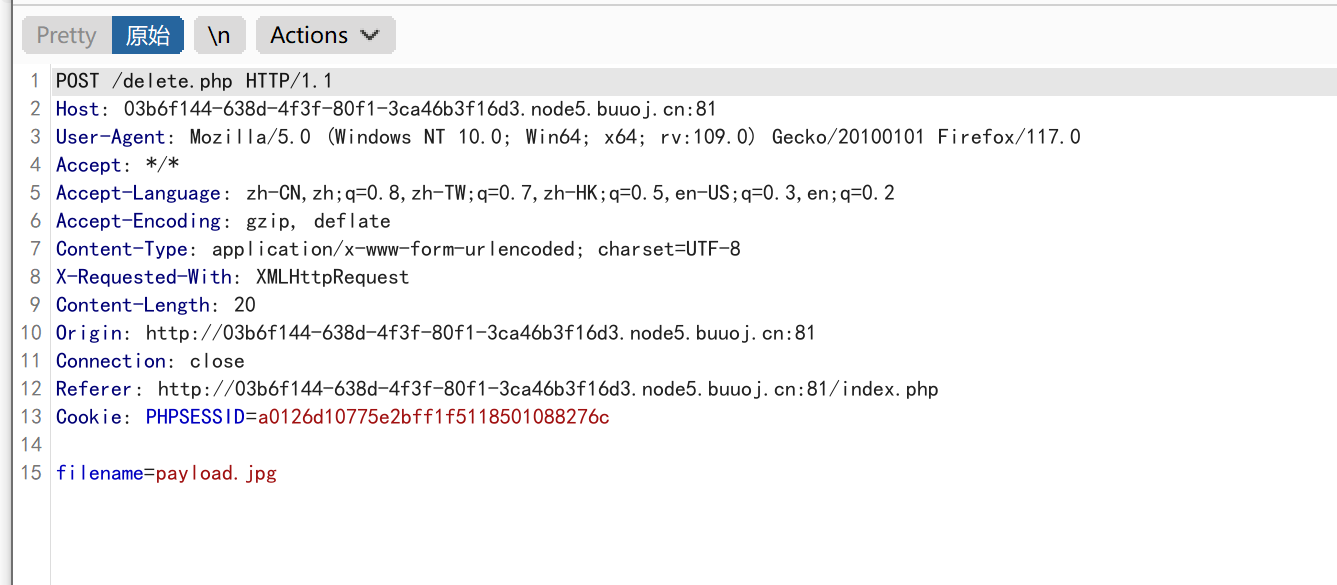 Pretty 原始 \n Actions
1 POST /delete.php HTTP/1.1
2 Host: 03b6f144-638d-4f3f-80f1-3ca46b3f16d3.node5.buuoj.cn:81
3 User-Agent: Mozilla/5.0 (Windows NT 10.0; Win64; x64; rv:109.0) Gecko/20100101 Firefox/117.0
4 Accept: */*
5 Accept-Language: zh-CN,zh;q=0.8,zh-TW;q=0.7,zh-HK;q=0.5,en-US;q=0.3,en;q=0.2
6 Accept-Encoding: gzip, deflate
7 Content-Type: application/x-www-form-urlencoded; charset=UTF-8
8 X-Requested-With: XMLHttpRequest
9 Content-Length: 20
10 Origin: http://03b6f144-638d-4f3f-80f1-3ca46b3f16d3.node5.buuoj.cn:81
11 Connection: close
12 Referer: http://03b6f144-638d-4f3f-80f1-3ca46b3f16d3.node5.buuoj.cn:81/index.php
13 Cookie: PHPSESSID=a0126d10775e2bff1f5118501088276c
14
15 filename=payload.jpg